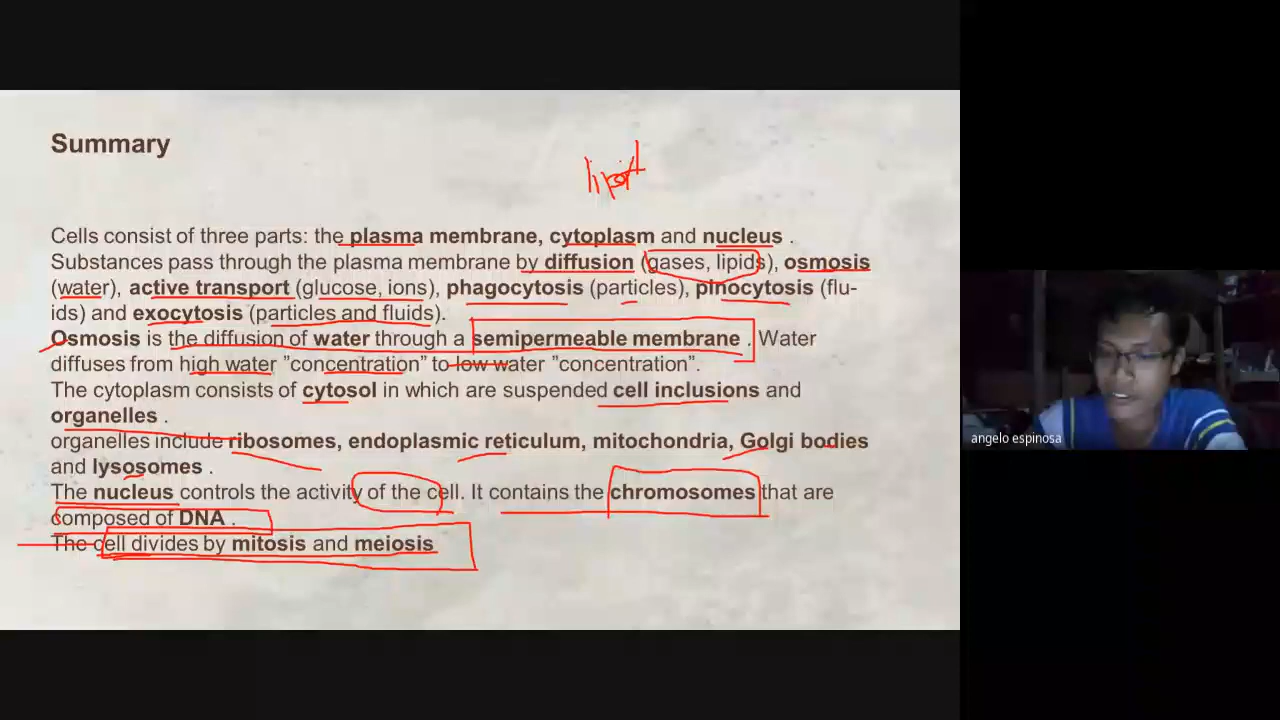 Summary
lipid
Cells consist of three parts: the plasma membrane, cytoplasm and nucleus .
Substances pass through the plasma membrane by diffusion (gases, lipids), osmosis
(water), active transport (glucose, ions), phagocytosis (particles), pinocytosis (flu-
ids) and exocytosis (particles and fluids).
Osmosis is the diffusion of water through a semipermeable membrane . Water
diffuses from high water ”concentration” to low water ”concentration”.
The cytoplasm consists of cytosol in which are suspended cell inclusions and
organelles .
organelles include ribosomes, endoplasmic reticulum, mitochondria, Golgi bodies
and lysosomes .
The nucleus controls the activity of the cell. It contains the chromosomes that are
composed of DNA .
The cell divides by mitosis and meiosis
angelo espinosa